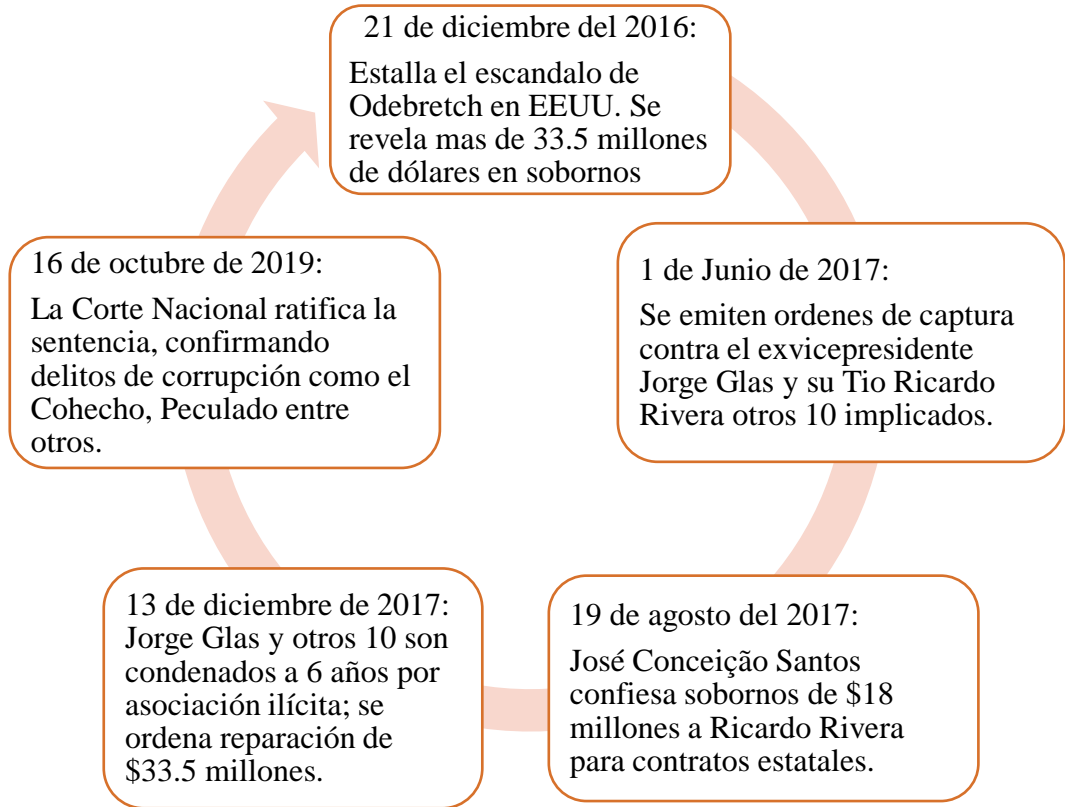 21 de diciembre del 2016:
Estalla el escandalo de
Odebretch en EEUU. Se
revela mas de 33.5 millones
de dólares en sobornos
1 de Junio de 2017:
Se emiten ordenes de captura
contra el exvicepresidente
Jorge Glas y su Tio Ricardo
Rivera otros 10 implicados.
19 de agosto del 2017:
José Conceição Santos
confiesa sobornos de $18
millones a Ricardo Rivera
para contratos estatales.
13 de diciembre de 2017:
Jorge Glas y otros 10 son
condenados a 6 años por
asociación ilícita; se
ordena reparación de
$33.5 millones.
16 de octubre de 2019:
La Corte Nacional ratifica la
sentencia, confirmando
delitos de corrupción como el
Cohecho, Peculado entre
otros.